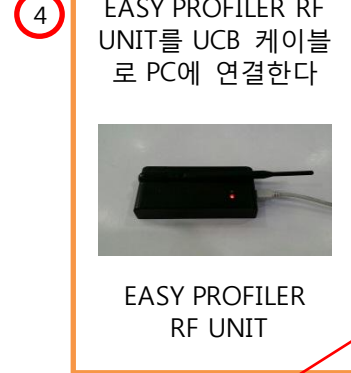 4
EASY PROFILER RF
UNIT를 UCB 케이블
로 PC에 연결한다
EASY PROFILER
RF UNIT